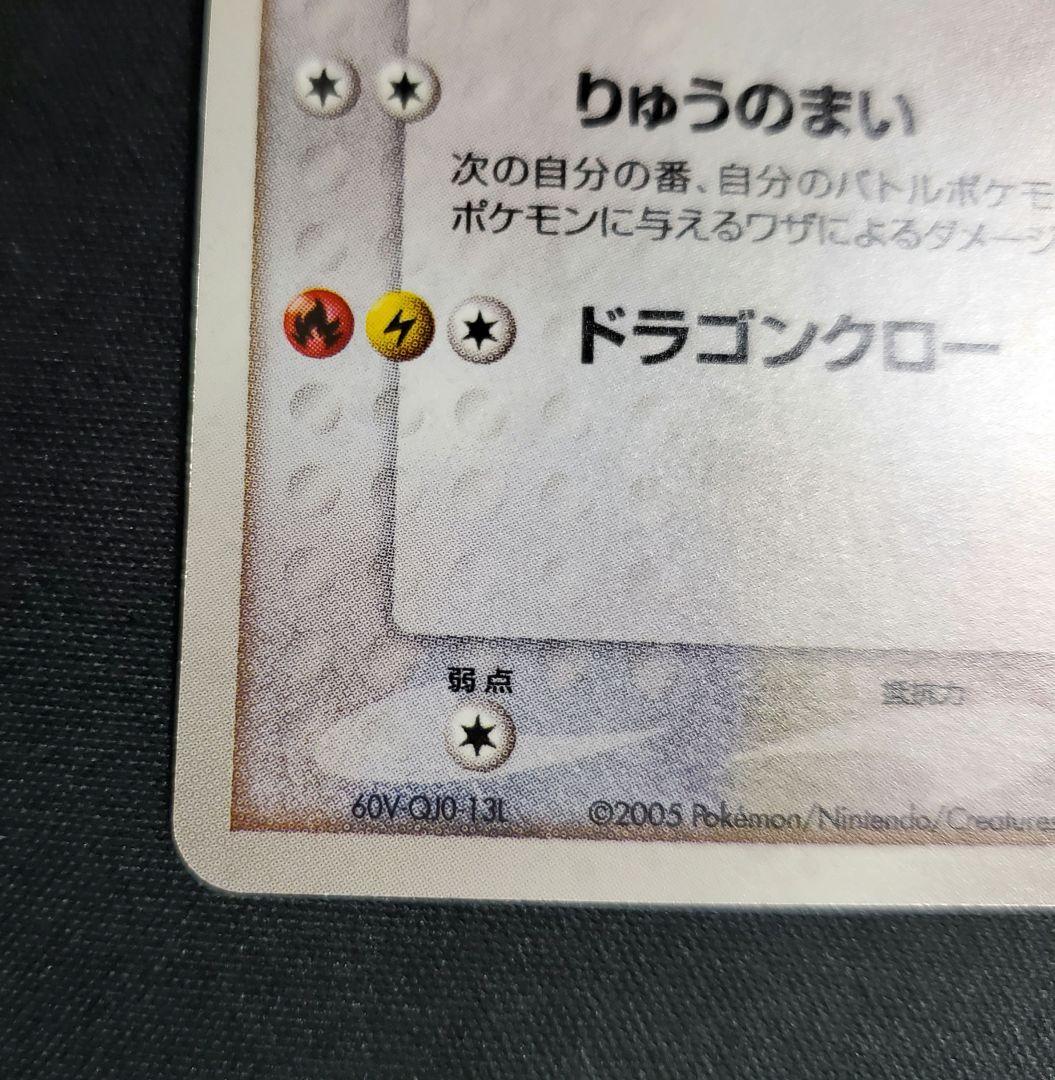 りゅうのまい
次の自分の番、自分のバトルポケモ
ポケモンに与えるワザによるダメージ
ドラゴンクロー
弱点
抵抗力
60V-QJ0-13L
©2005 Pokémon/Nintendo/Creatures